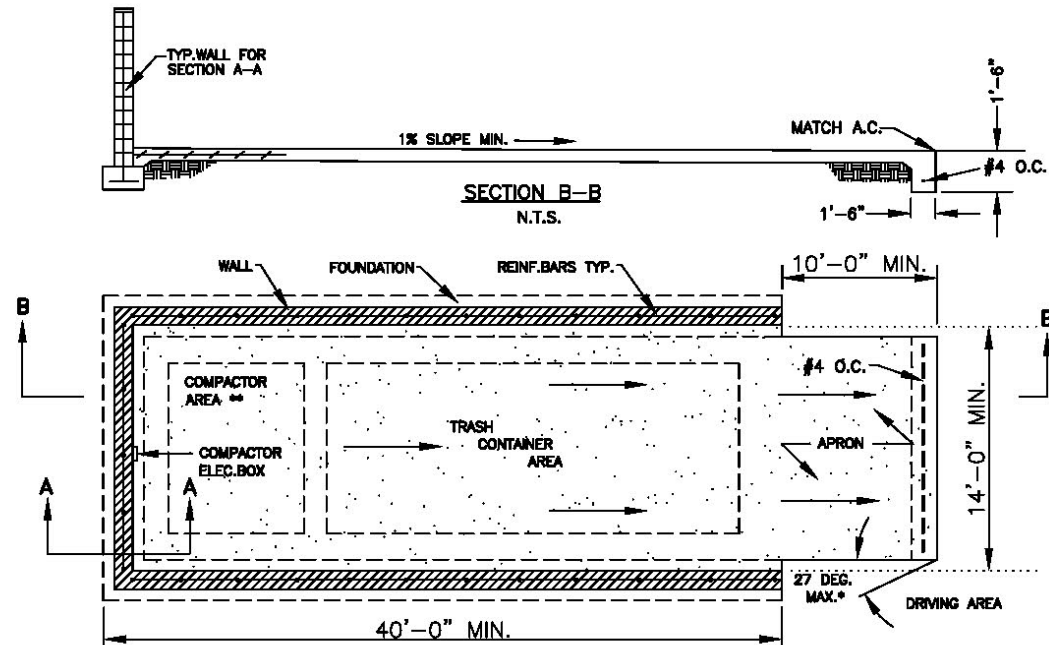 TYP.WALL FOR
SECTION A-A
1'-6"
MATCH A.C.
1% SLOPE MIN.
#4 O.C.
SECTION B-B
N.T.S.
1'-6"
10'-0" MIN.
WALL
FOUNDATION
REINF.BARS TYP.
B
B
#4 O.C.
COMPACTOR
AREA **
TRASH
CONTAINER
AREA
APRON
14'-0" MIN.
COMPACTOR
ELEC.BOX
A
A
27 DEG.
MAX.*
DRIVING AREA
40'-0" MIN.